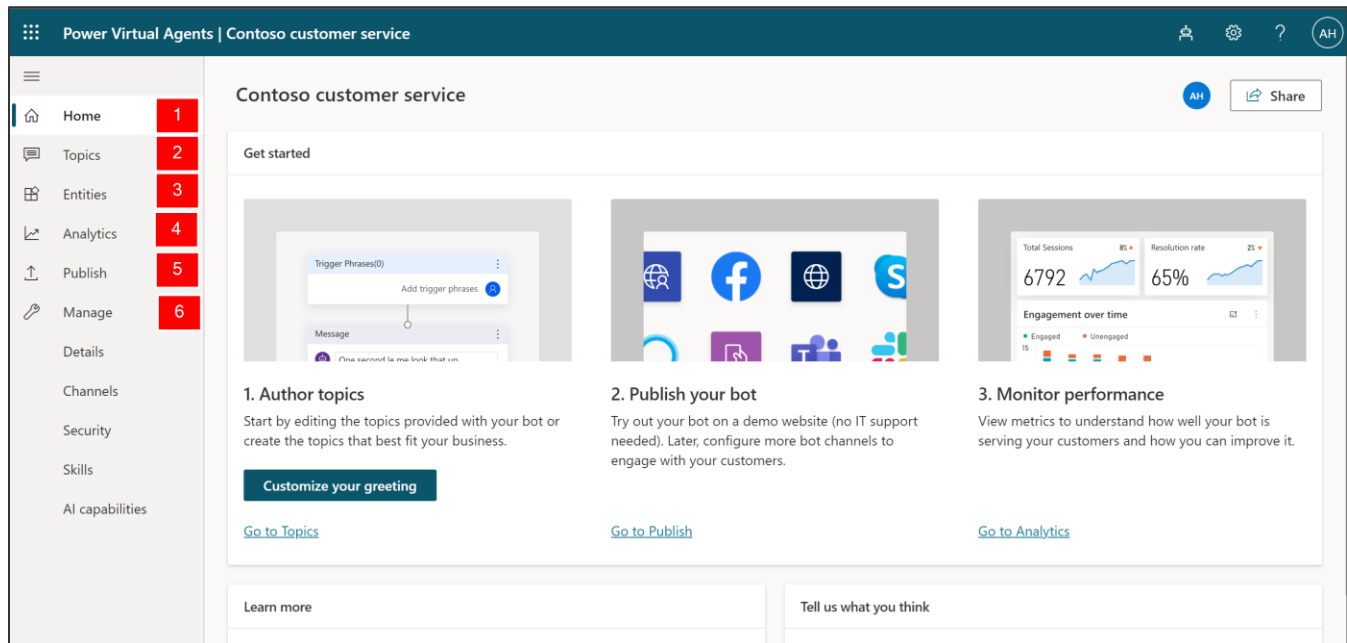 Power Virtual Agents | Contoso customer service
?
AH
Home 1
Topics 2
Entities 3
Analytics 4
Publish 5
Manage 6
Details
Channels
Security
Skills
AI capabilities
Contoso customer service
AH
Share
Get started
Trigger Phrases(0)
Add trigger phrases
Message
One second le me look that up
S
T
Total Sessions 8%
6792
Resolution rate 2%
65%
Engagement over time
Engaged Unengaged
15
1. Author topics
Start by editing the topics provided with your bot or
create the topics that best fit your business.
Customize your greeting
Go to Topics
2. Publish your bot
Try out your bot on a demo website (no IT support
needed). Later, configure more bot channels to
engage with your customers.
Go to Publish
3. Monitor performance
View metrics to understand how well your bot is
serving your customers and how you can improve it.
Go to Analytics
Learn more
Tell us what you think